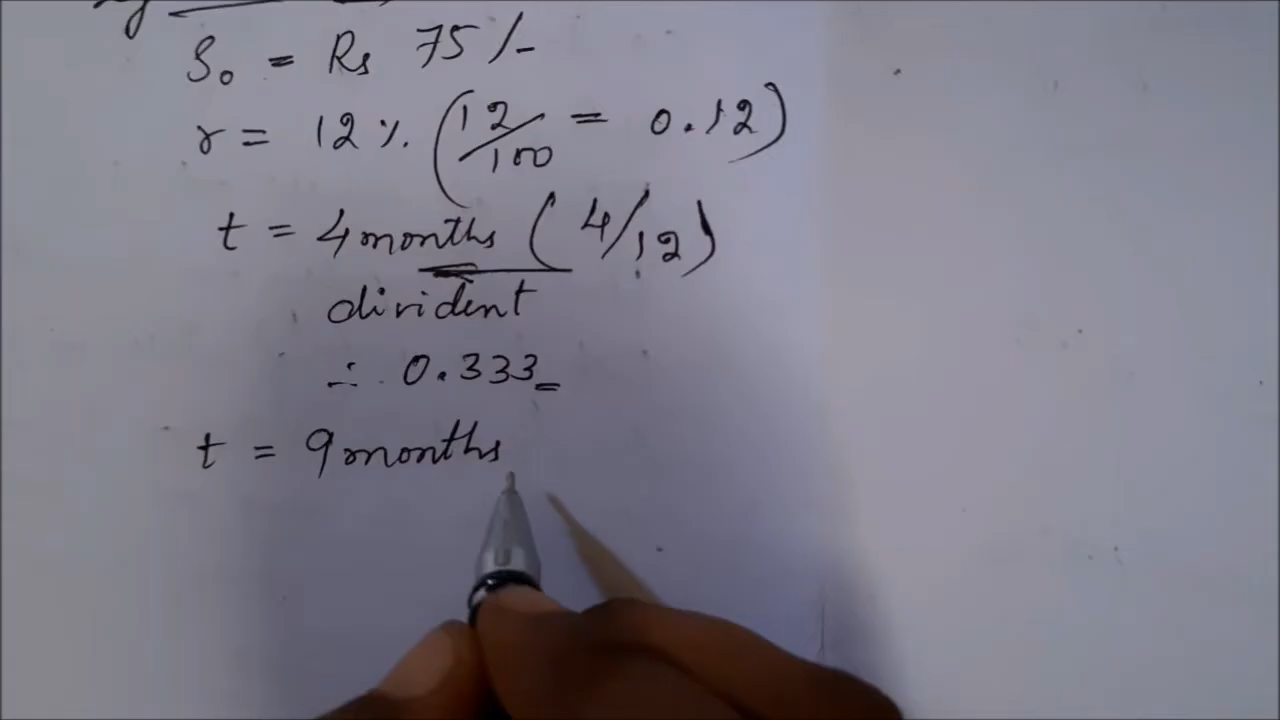 S₀ = Rs 75/-
r = 12 %. (12/100 = 0.12)
t = 4 months (4/12)
divident
∴ 0.333
t = 9 months